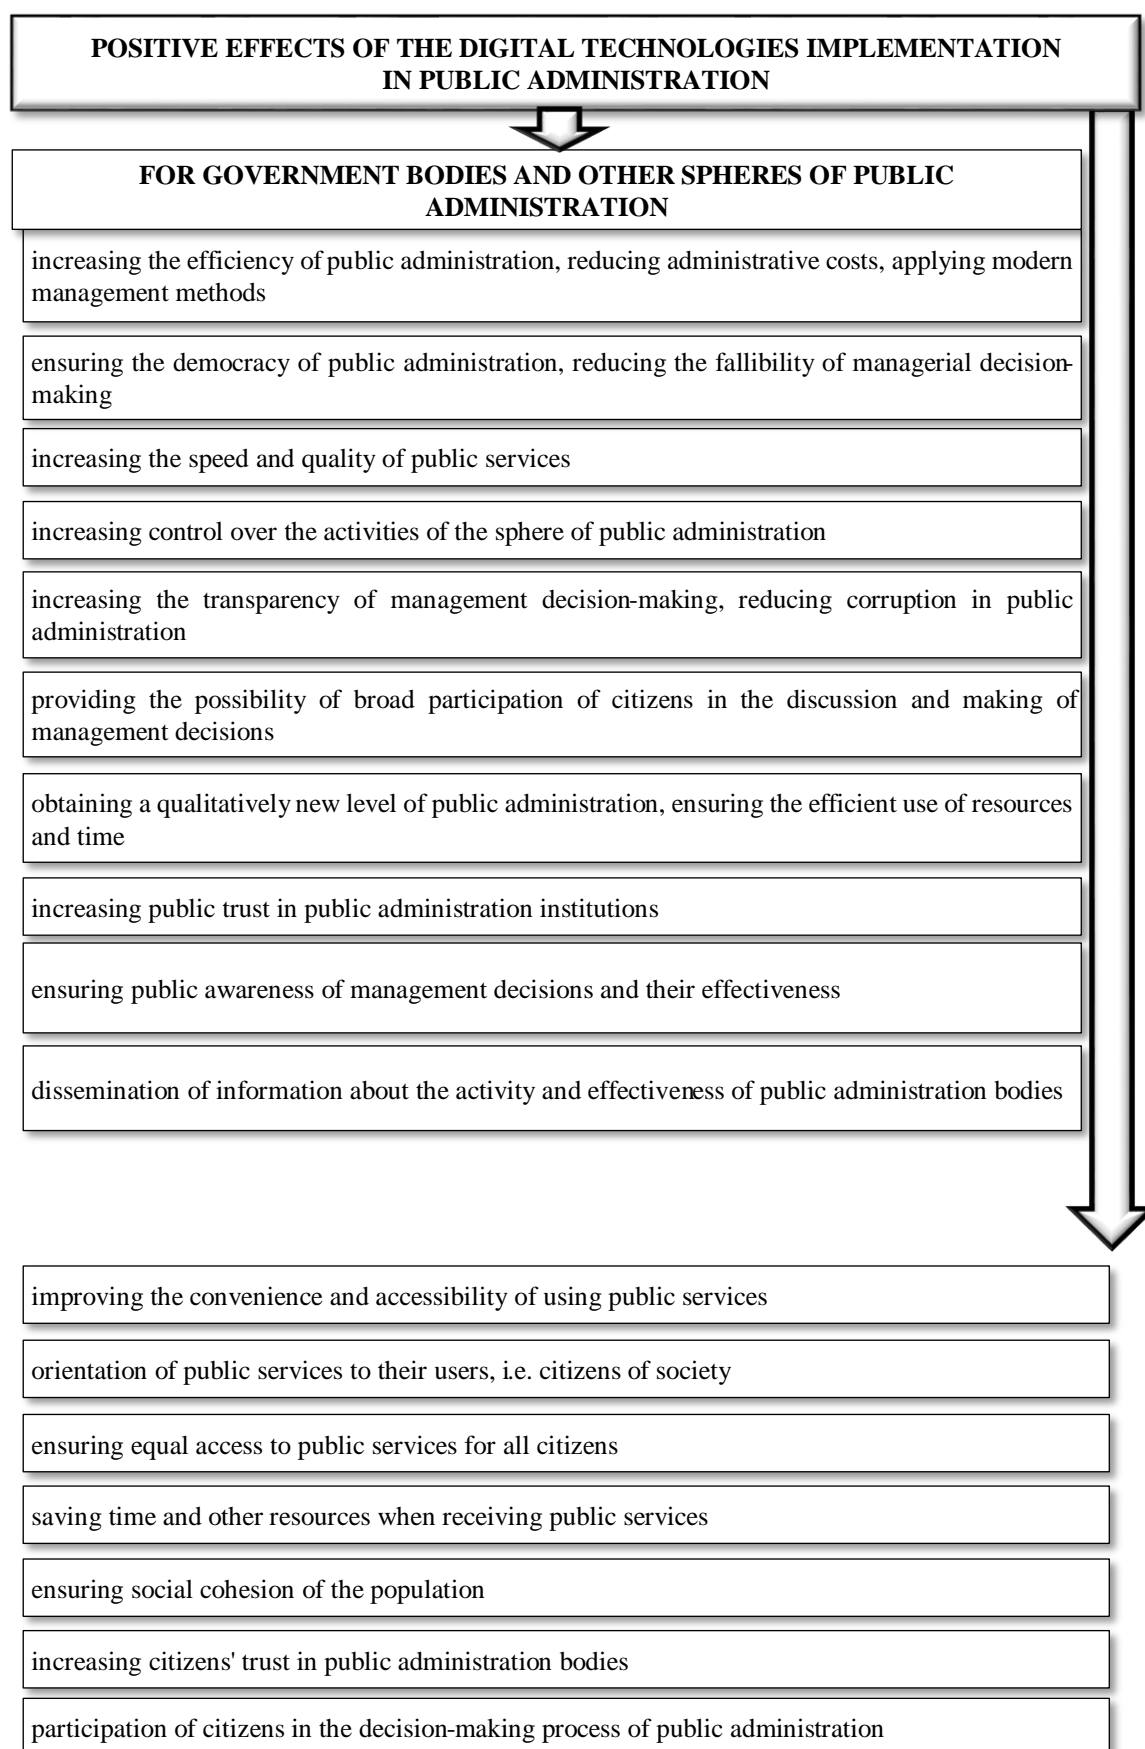 POSITIVE EFFECTS OF THE DIGITAL TECHNOLOGIES IMPLEMENTATION
IN PUBLIC ADMINISTRATION
FOR GOVERNMENT BODIES AND OTHER SPHERES OF PUBLIC
ADMINISTRATION
increasing the efficiency of public administration, reducing administrative costs, applying modern
management methods
ensuring the democracy of public administration, reducing the fallibility of managerial decision-
making
increasing the speed and quality of public services
increasing control over the activities of the sphere of public administration
increasing the transparency of management decision-making, reducing corruption in public
administration
providing the possibility of broad participation of citizens in the discussion and making of
management decisions
obtaining a qualitatively new level of public administration, ensuring the efficient use of resources
and time
increasing public trust in public administration institutions
ensuring public awareness of management decisions and their effectiveness
dissemination of information about the activity and effectiveness of public administration bodies
improving the convenience and accessibility of using public services
orientation of public services to their users, i.e. citizens of society
ensuring equal access to public services for all citizens
saving time and other resources when receiving public services
ensuring social cohesion of the population
increasing citizens' trust in public administration bodies
participation of citizens in the decision-making process of public administration